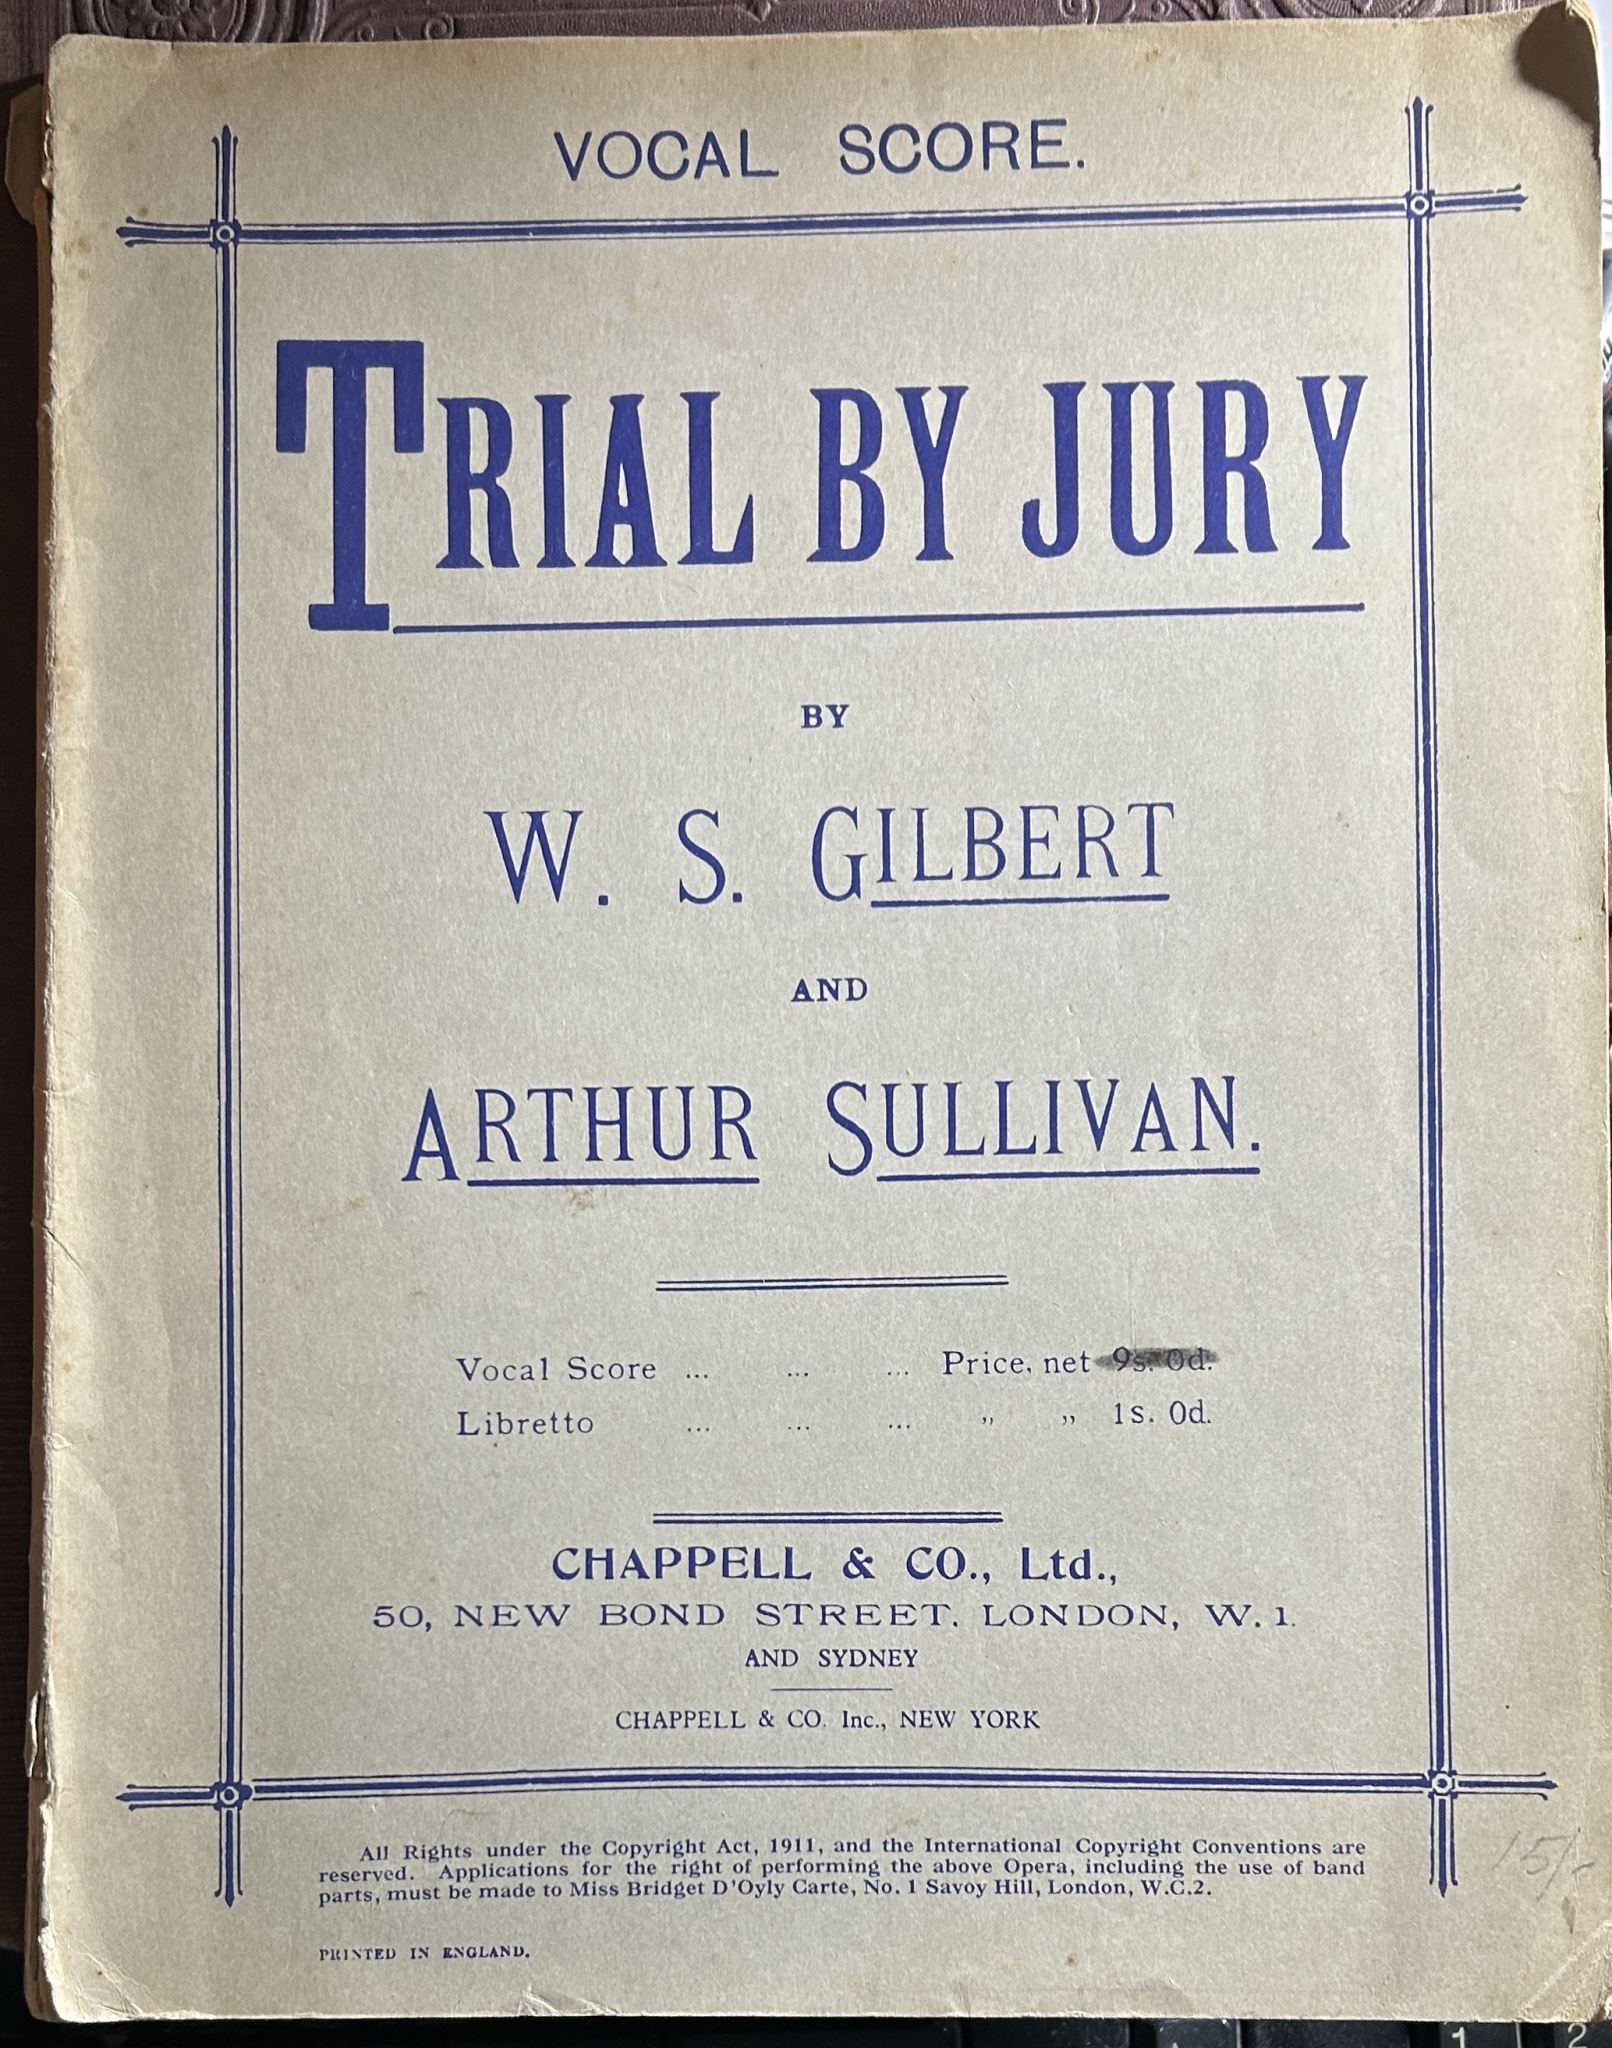 VOCAL SCORE.
TRIAL BY JURY
BY
W. S. GILBERT
AND
ARTHUR SULLIVAN.
Vocal Score ... ... ... Price, net 9s. 0d.
Libretto ... ... ... „ „ 1s. 0d.
CHAPPELL & CO., Ltd.,
50, NEW BOND STREET. LONDON, W. 1.
AND SYDNEY
CHAPPELL & CO. Inc., NEW YORK
All Rights under the Copyright Act, 1911, and the International Copyright Conventions are
reserved. Applications for the right of performing the above Opera, including the use of band
parts, must be made to Miss Bridget D'Oyly Carte, No. 1 Savoy Hill, London, W.C.2.
15/-
PRINTED IN ENGLAND.
1 2